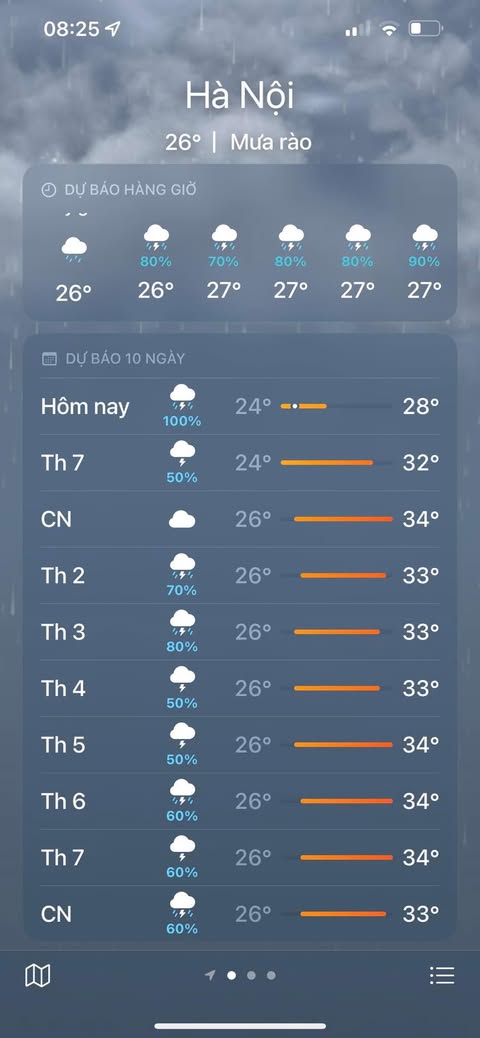 08:25
Hà Nội
26° | Mưa rào
DỰ BÁO HÀNG GIỜ
80% 70% 80% 80% 90%
26° 26° 27° 27° 27° 27°
DỰ BÁO 10 NGÀY
Hôm nay 100% 24° 28°
Th 7 50% 24° 32°
CN 26° 34°
Th 2 70% 26° 33°
Th 3 80% 26° 33°
Th 4 50% 26° 33°
Th 5 50% 26° 34°
Th 6 60% 26° 34°
Th 7 60% 26° 34°
CN 60% 26° 33°